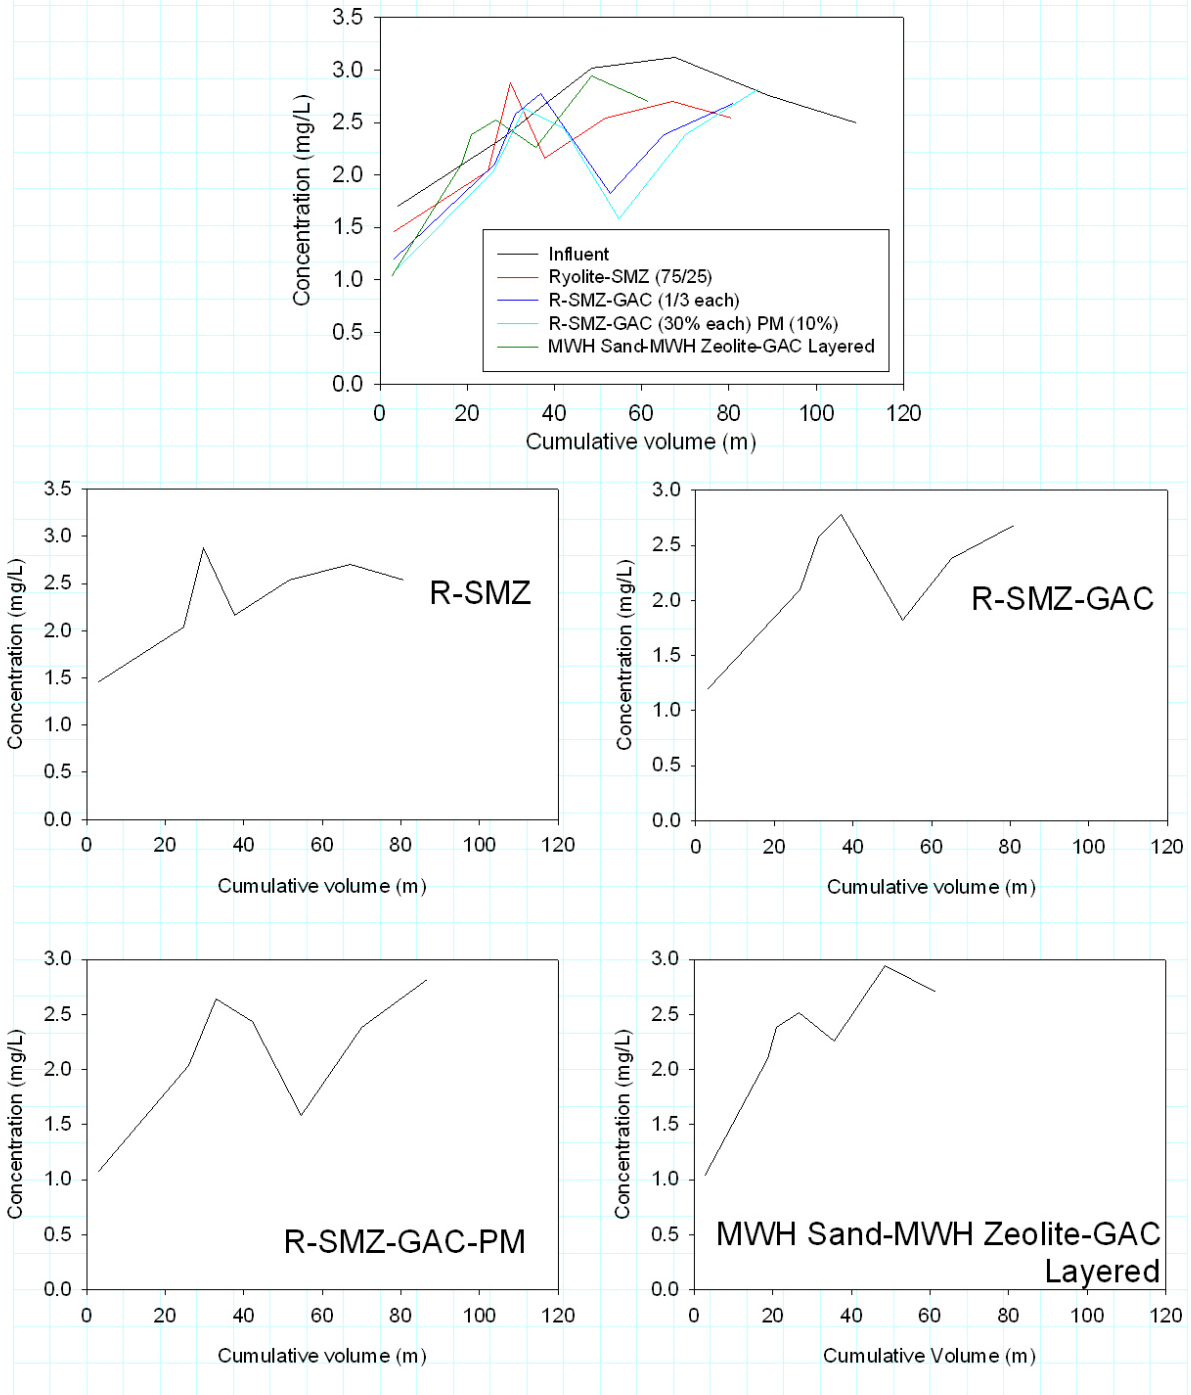 3.5
3.0
2.5
2.0
1.5
1.0
0.5
0.0
Concentration (mg/L)
Influent
Ryolite-SMZ (75/25)
R-SMZ-GAC (1/3 each)
R-SMZ-GAC (30% each) PM (10%)
MWH Sand-MWH Zeolite-GAC Layered
0 20 40 60 80 100 120
Cumulative volume (m)
3.5
3.0
2.5
2.0
1.5
1.0
0.5
0.0
Concentration (mg/L)
R-SMZ
0 20 40 60 80 100 120
Cumulative volume (m)
3.0
2.5
2.0
1.5
1.0
0.5
0.0
Concentration (mg/L)
R-SMZ-GAC
0 20 40 60 80 100 120
Cumulative volume (m)
3.0
2.5
2.0
1.5
1.0
0.5
0.0
Concentration (mg/L)
R-SMZ-GAC-PM
0 20 40 60 80 100 120
Cumulative volume (m)
3.0
2.5
2.0
1.5
1.0
0.5
0.0
Concentration (mg/L)
MWH Sand-MWH Zeolite-GAC
Layered
0 20 40 60 80 100 120
Cumulative Volume (m)